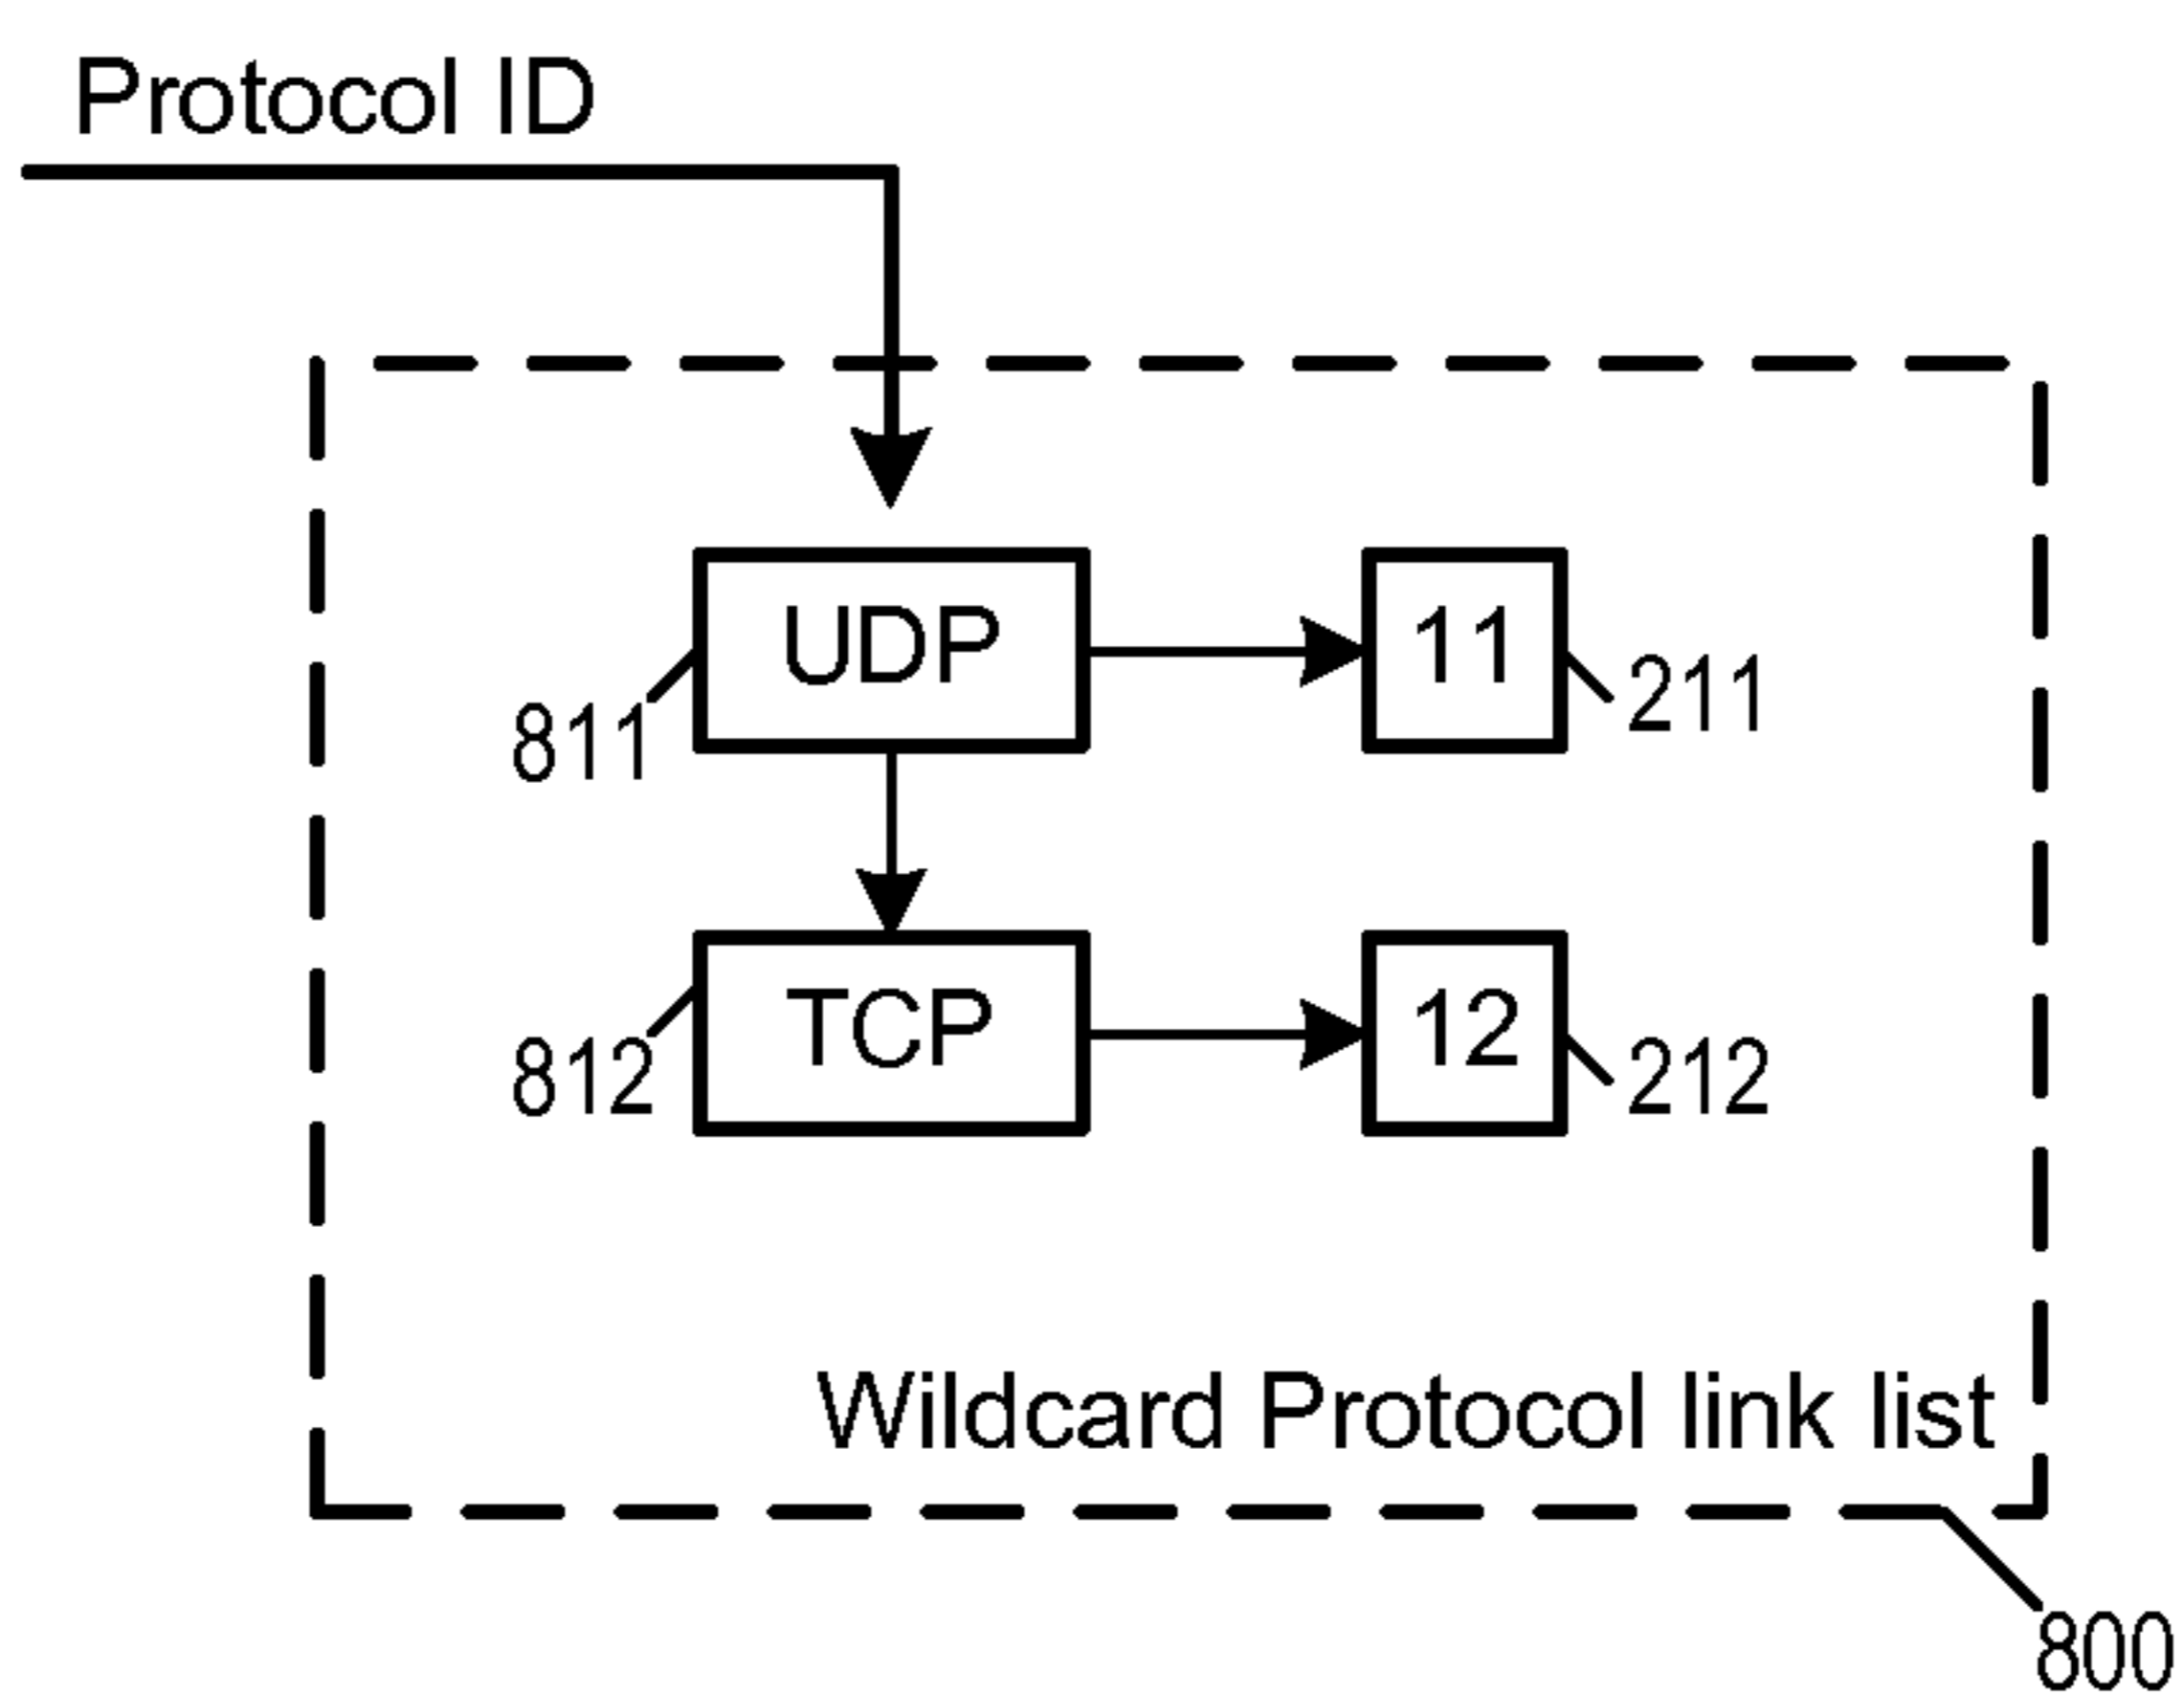 Protocol ID
UDP
11
211
811
TCP
12
212
812
Wildcard Protocol link list
800